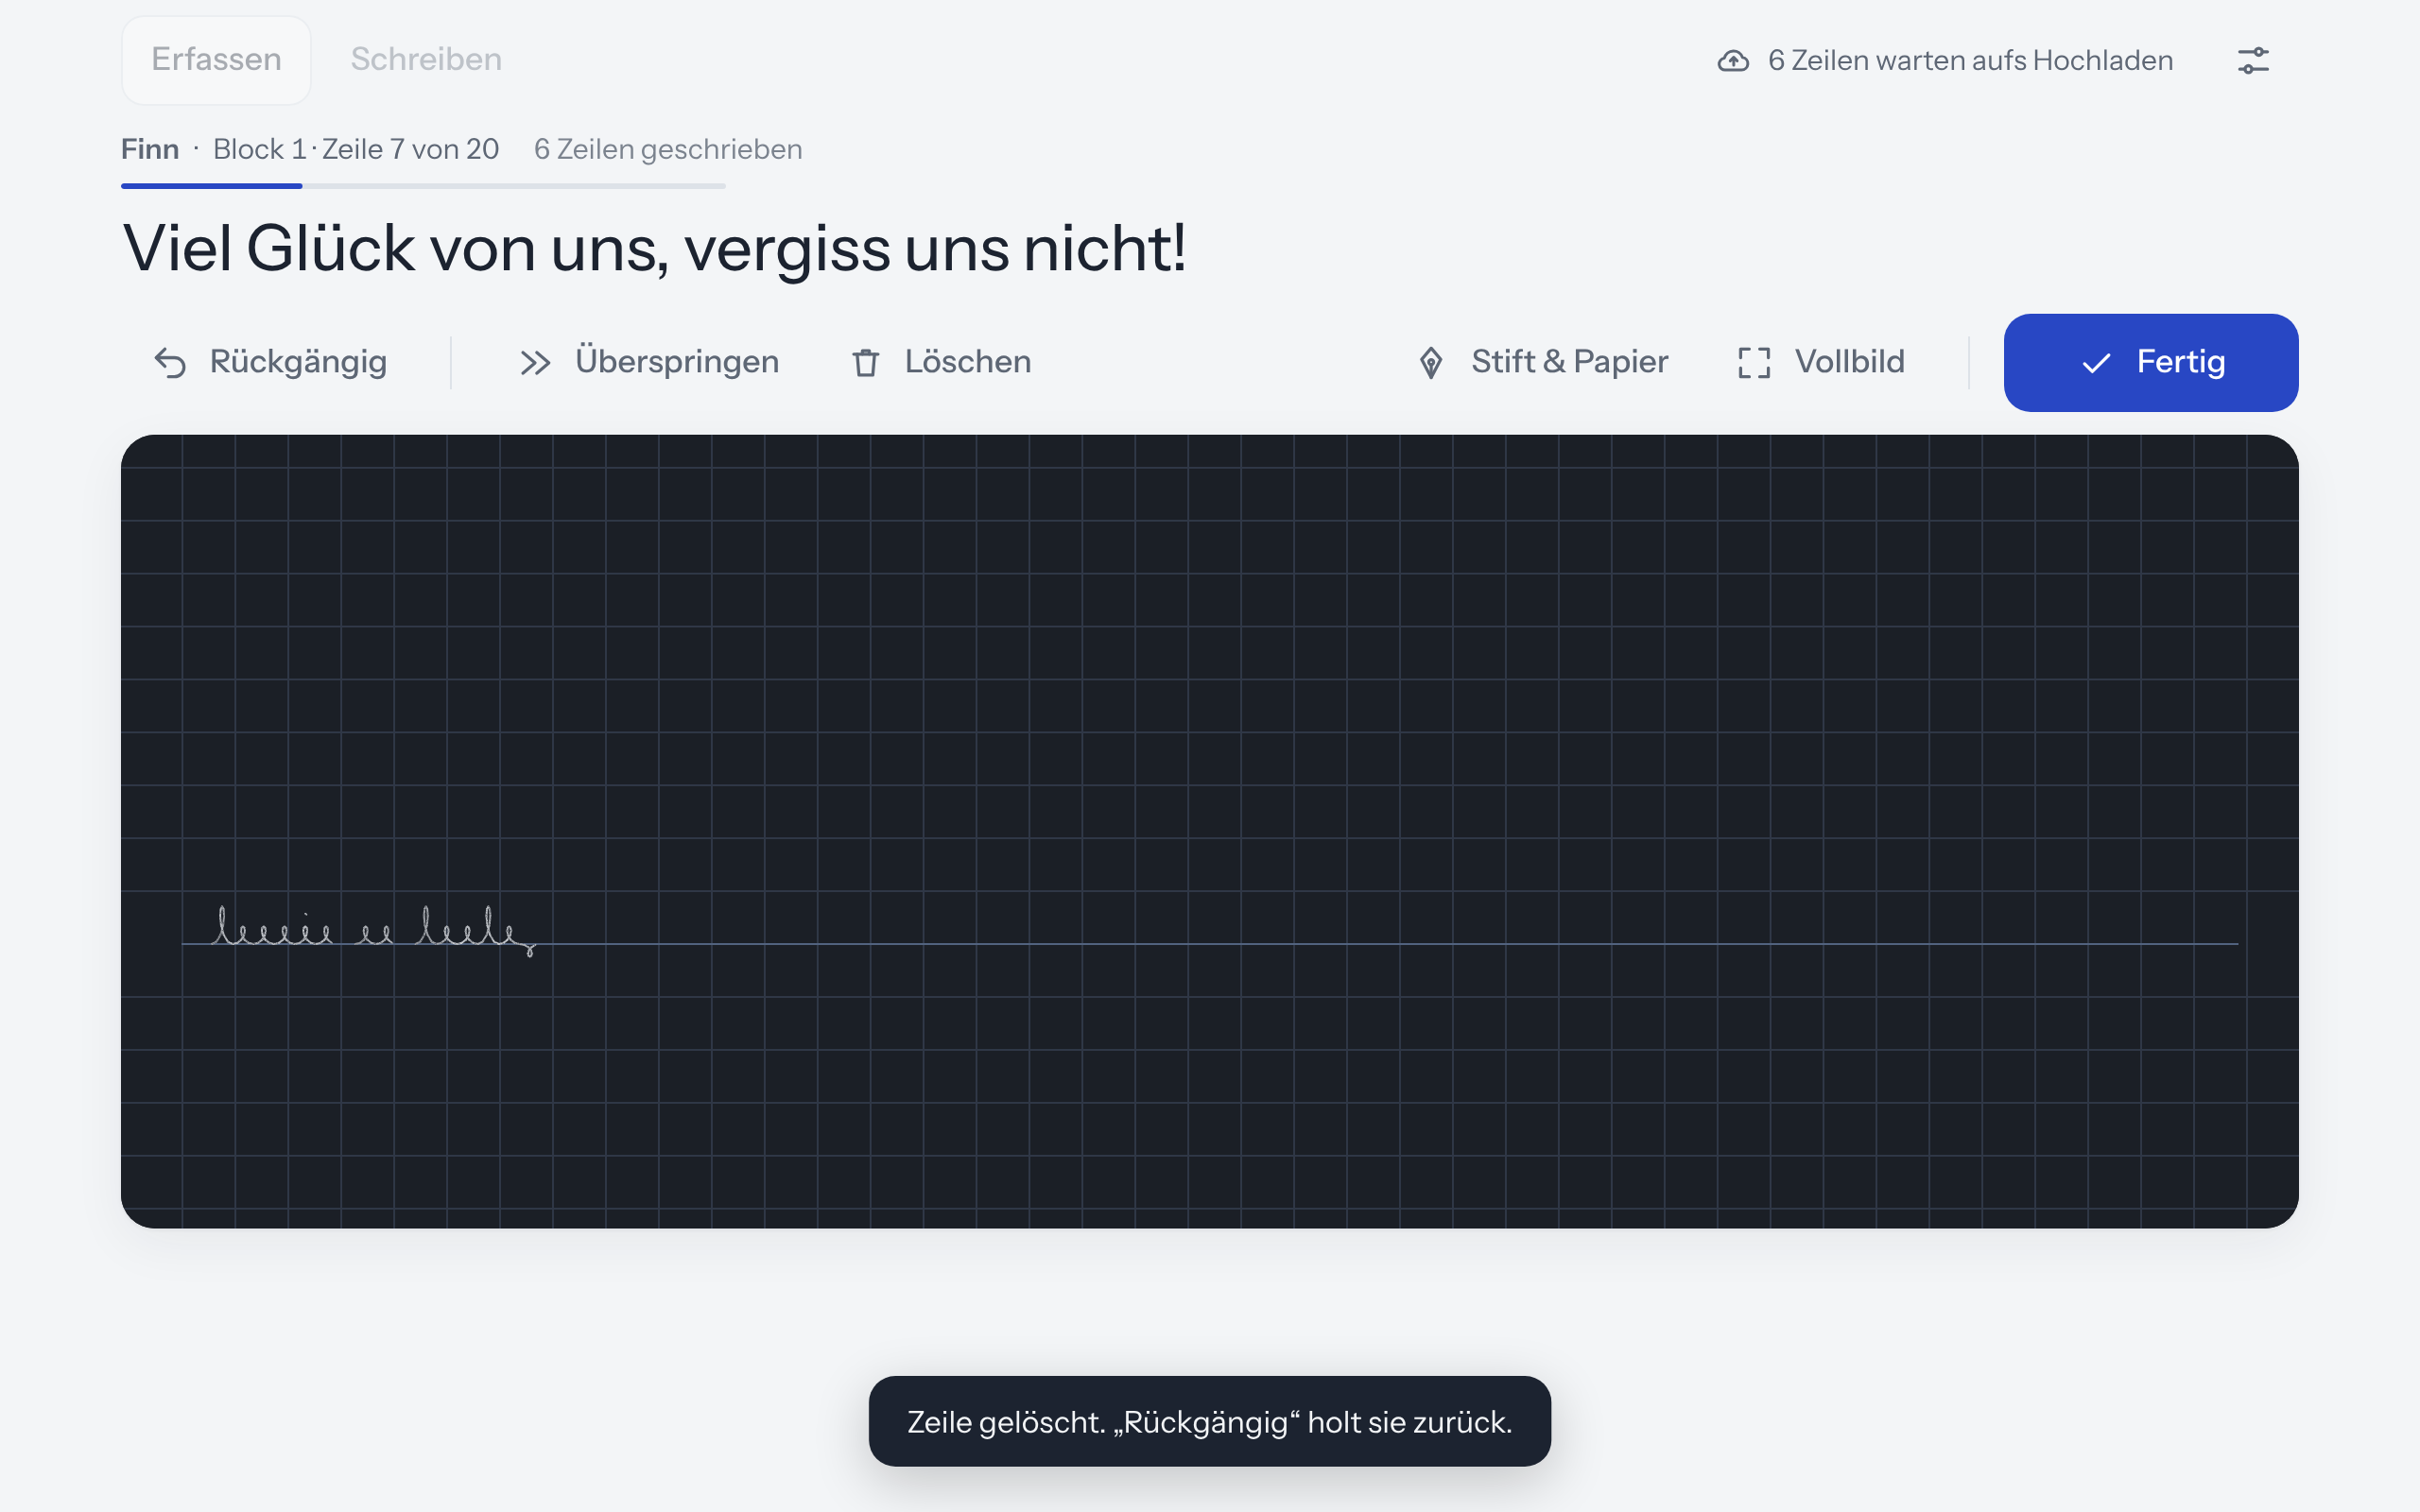 Erfassen Schreiben 6 Zeilen warten aufs Hochladen
Finn · Block 1 · Zeile 7 von 20 6 Zeilen geschrieben
Viel Glück von uns, vergiss uns nicht!
Rückgängig Überspringen Löschen Stift & Papier Vollbild Fertig
Zeile gelöscht. „Rückgängig“ holt sie zurück.